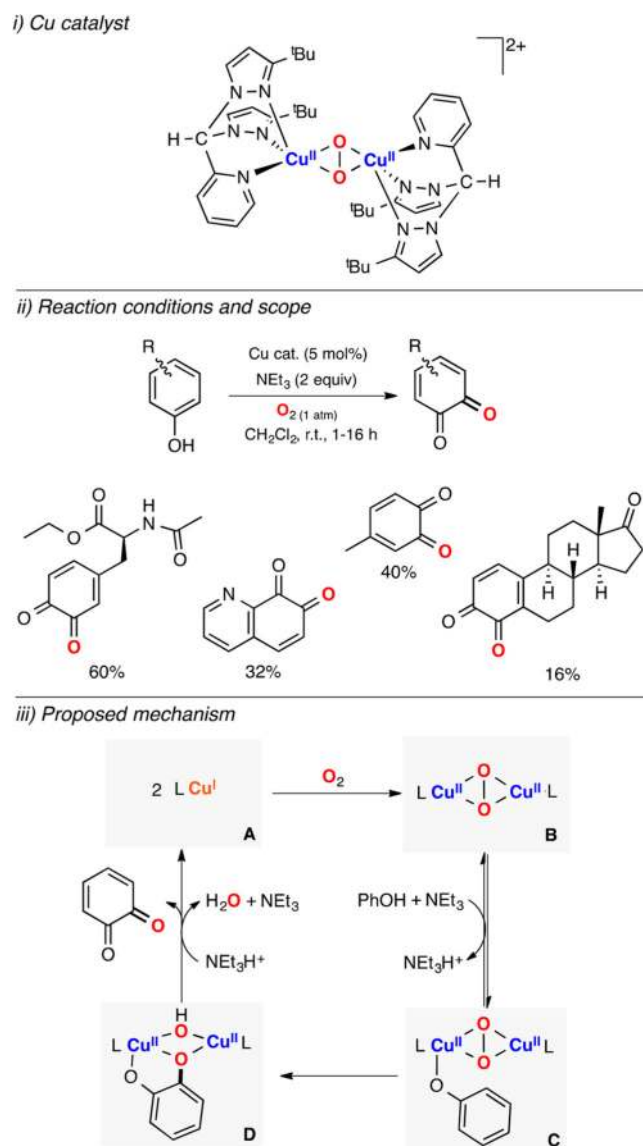 i) Cu catalyst
2+
tBu
N N
tBu
N N
H C
N
CuII
O
O
CuII
N
N N
C H
tBu
N N
tBu
ii) Reaction conditions and scope
R
OH
Cu cat. (5 mol%)
NEt3 (2 equiv)
O2 (1 atm)
CH2Cl2, r.t., 1-16 h
R
O
O
O
O
H
N
O
O
O
60%
N
O
O
32%
O
O
40%
O
H
H
H
O
O
16%
iii) Proposed mechanism
2 L CuI
A
O2
L CuII O O CuII L
B
O
O
H2O + NEt3
NEt3H+
PhOH + NEt3
NEt3H+
H
L CuII O O CuII L
O
D
L CuII O O CuII L
O
C